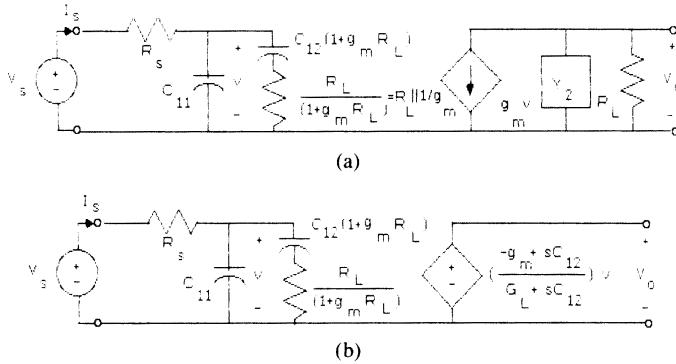 I_s
R_s
C_12(1+g_m R_L)
V_s
C_11
V
R_L/(1+g_m R_L)=R_L||1/g_m
g_m v
Y_2
R_L
(a)
I_s
R_s
C_12(1+g_m R_L)
V_s
C_11
V
R_L/(1+g_m R_L)
(-g_m + sC_12/G_L + sC_12) v
V_o
(b)